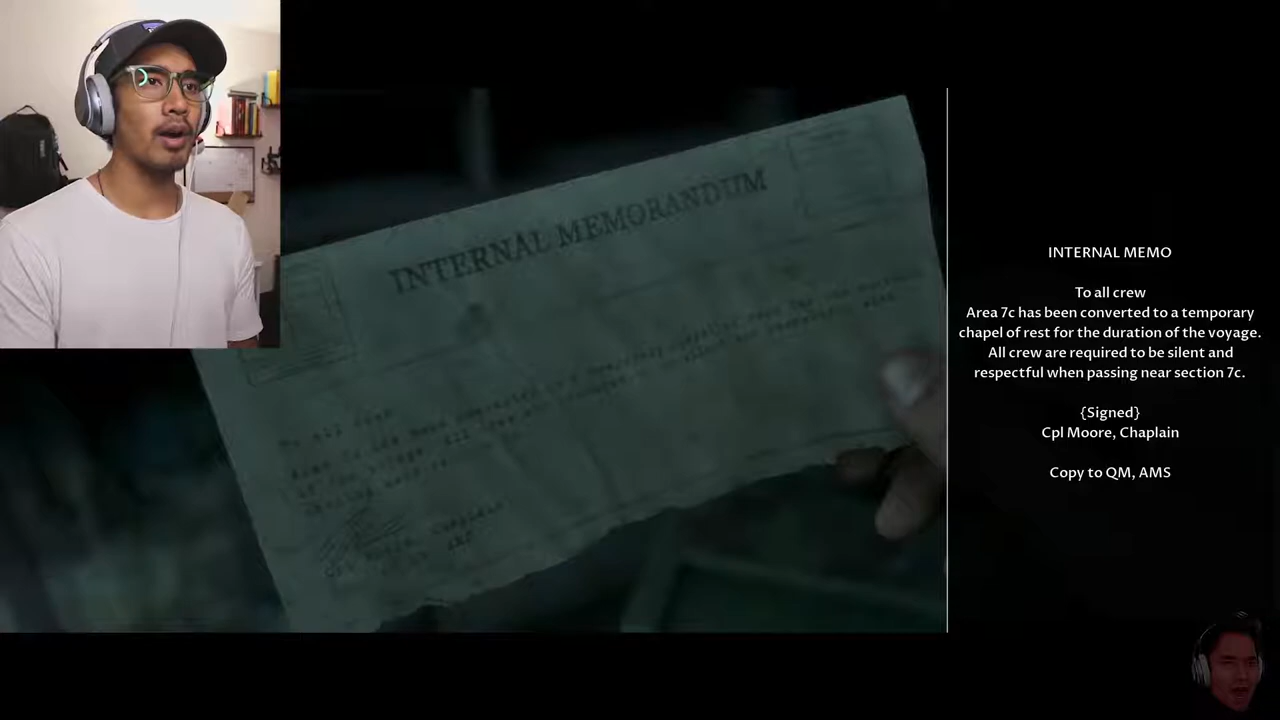 INTERNAL MEMORANDUM
INTERNAL MEMO
To all crew
Area 7c has been converted to a temporary
chapel of rest for the duration of the voyage.
All crew are required to be silent and
respectful when passing near section 7c.
{Signed}
Cpl Moore, Chaplain
Copy to QM, AMS